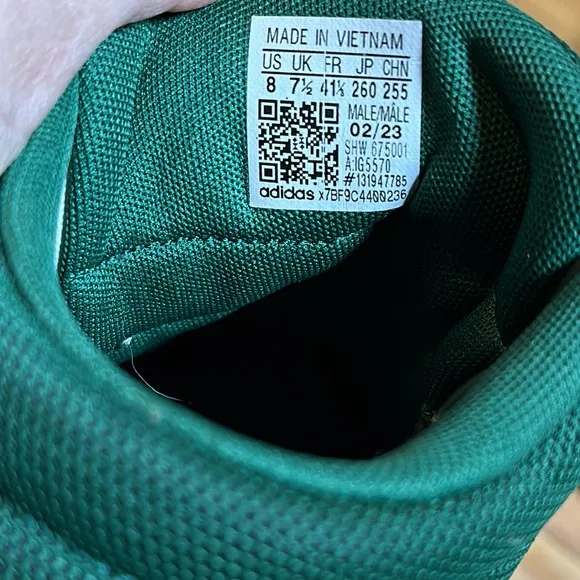 MADE IN VIETNAM
US UK FR JP CHN
8 7½ 41⅓ 260 255
MALE/MÂLE
02/23
SHW 675001
A:IG5570
#131947785
adidas x7BF9C4400236